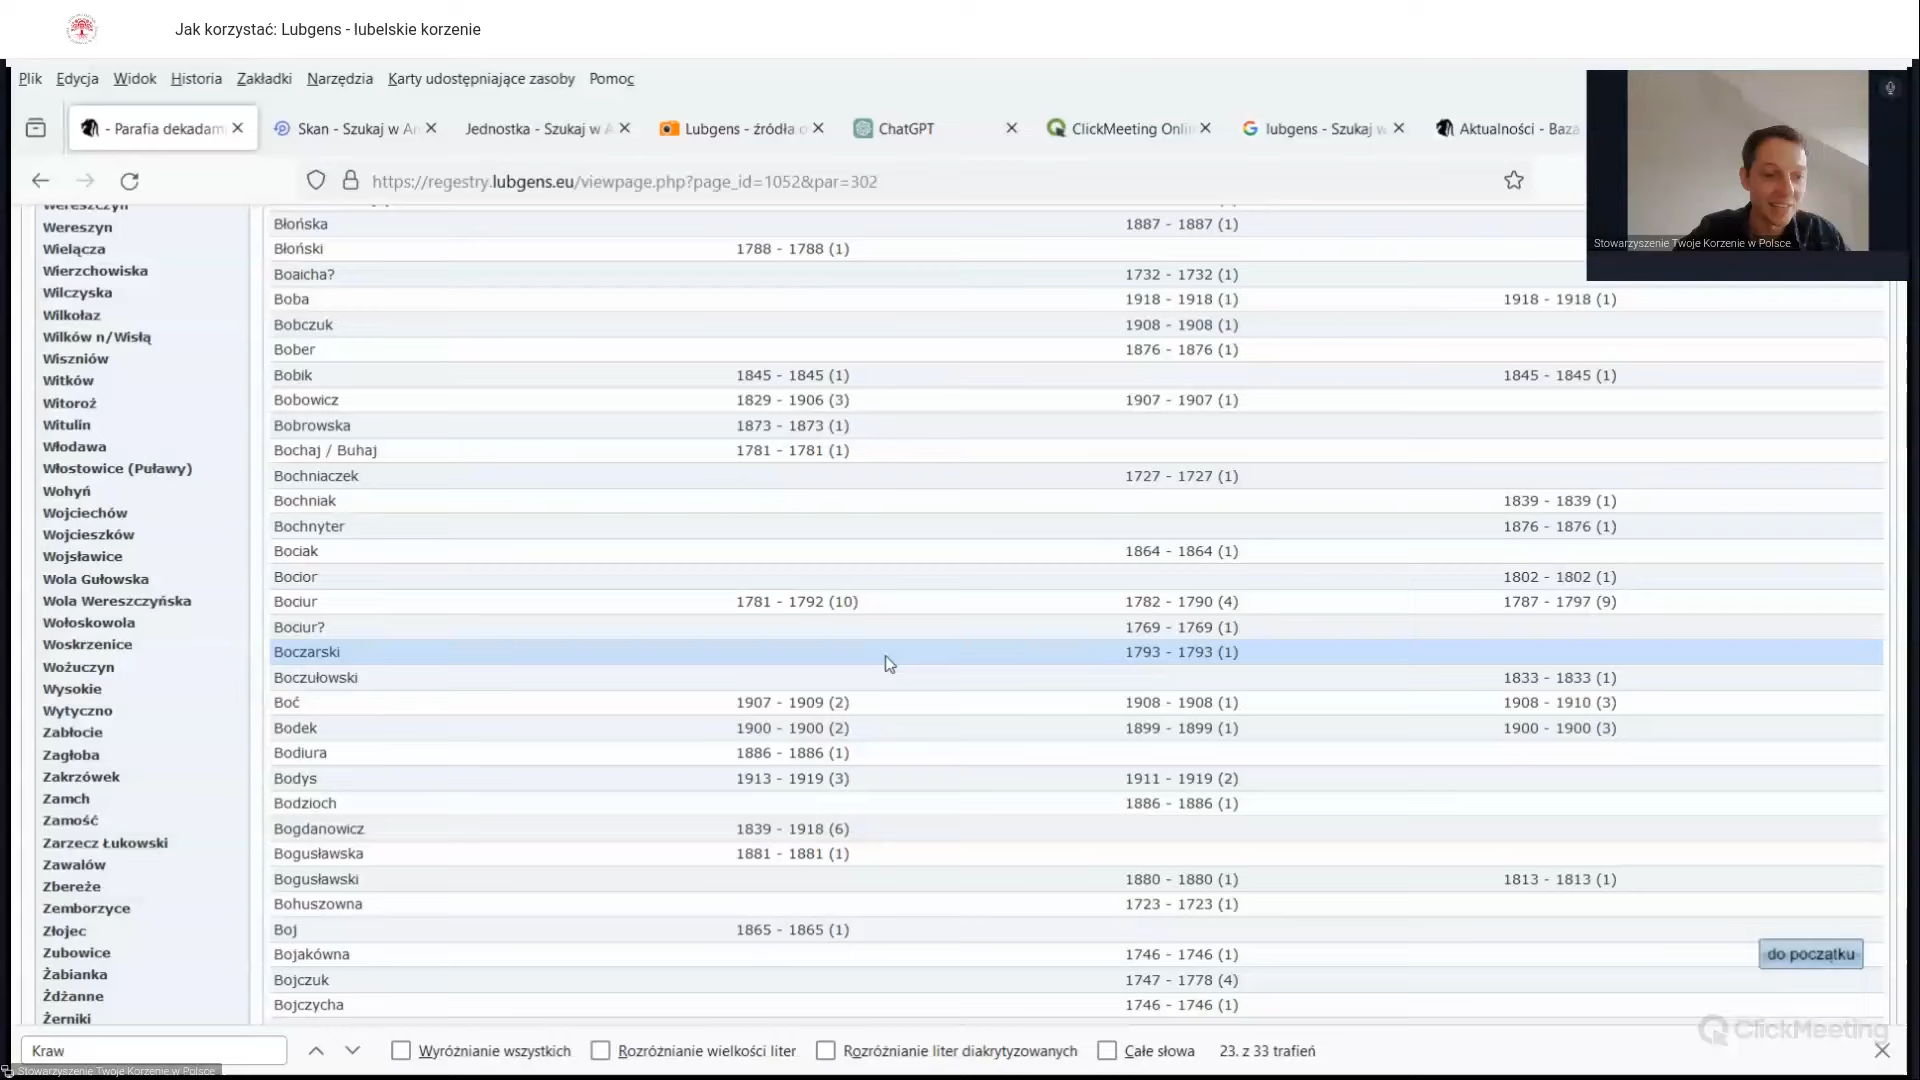 Jak korzystać: Lubgens - lubelskie korzenie
Plik Edycja Widok Historia Zakładki Narzędzia Karty udostępniające zasoby Pomoc
- Parafia dekadam Skan - Szukaj w Ar Jednostka - Szukaj w A Lubgens - źródła o ChatGPT ClickMeeting Onli lubgens - Szukaj w Aktualności - Baza
https://regestry.lubgens.eu/viewpage.php?page_id=1052&par=302
Stowarzyszenie Twoje Korzenie w Polsce
Wereszczyn
Wereszyn
Wielącza
Wierzchowiska
Wilczyska
Wilkołaz
Wilków n/Wisłą
Wiszniów
Witków
Witoroż
Witulin
Włodawa
Włostowice (Puławy)
Wohyń
Wojciechów
Wojcieszków
Wojsławice
Wola Gułowska
Wola Wereszczyńska
Wołoskowola
Woskrzenice
Wożuczyn
Wysokie
Wytyczno
Zabłocie
Zagłoba
Zakrzówek
Zamch
Zamość
Zarzecz Łukowski
Zawalów
Zbereże
Zemborzyce
Złojec
Zubowice
Żabianka
Żdżanne
Żerniki
Błońska 1887 - 1887 (1)
Błoński 1788 - 1788 (1)
Boaicha? 1732 - 1732 (1)
Boba 1918 - 1918 (1) 1918 - 1918 (1)
Bobczuk 1908 - 1908 (1)
Bober 1876 - 1876 (1)
Bobik 1845 - 1845 (1) 1845 - 1845 (1)
Bobowicz 1829 - 1906 (3) 1907 - 1907 (1)
Bobrowska 1873 - 1873 (1)
Bochaj / Buhaj 1781 - 1781 (1)
Bochniaczek 1727 - 1727 (1)
Bochniak 1839 - 1839 (1)
Bochnyter 1876 - 1876 (1)
Bociak 1864 - 1864 (1)
Bocior 1802 - 1802 (1)
Bociur 1781 - 1792 (10) 1782 - 1790 (4) 1787 - 1797 (9)
Bociur? 1769 - 1769 (1)
Boczarski 1793 - 1793 (1)
Boczułowski 1833 - 1833 (1)
Boć 1907 - 1909 (2) 1908 - 1908 (1) 1908 - 1910 (3)
Bodek 1900 - 1900 (2) 1899 - 1899 (1) 1900 - 1900 (3)
Bodiura 1886 - 1886 (1)
Bodys 1913 - 1919 (3) 1911 - 1919 (2)
Bodzioch 1886 - 1886 (1)
Bogdanowicz 1839 - 1918 (6)
Bogusławska 1881 - 1881 (1)
Bogusławski 1880 - 1880 (1) 1813 - 1813 (1)
Bohuszowna 1723 - 1723 (1)
Boj 1865 - 1865 (1)
Bojakówna 1746 - 1746 (1)
Bojczuk 1747 - 1778 (4)
Bojczycha 1746 - 1746 (1)
do początku
ClickMeeting
Kraw Wyróżnianie wszystkich Rozróżnianie wielkości liter Rozróżnianie liter diakrytyzowanych Całe słowa 23. z 33 trafień
Stowarzyszenie Twoje Korzenie w Polsce